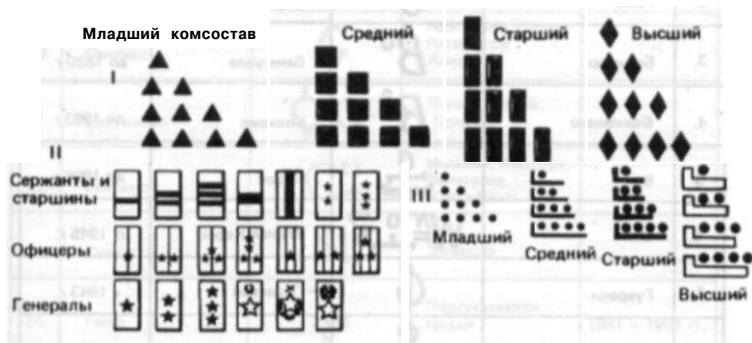 Младший комсостав
Средний
Старший
Высший
I
II
Сержанты и
старшины
Офицеры
Генералы
III
Младший
Средний
Старший
Высший